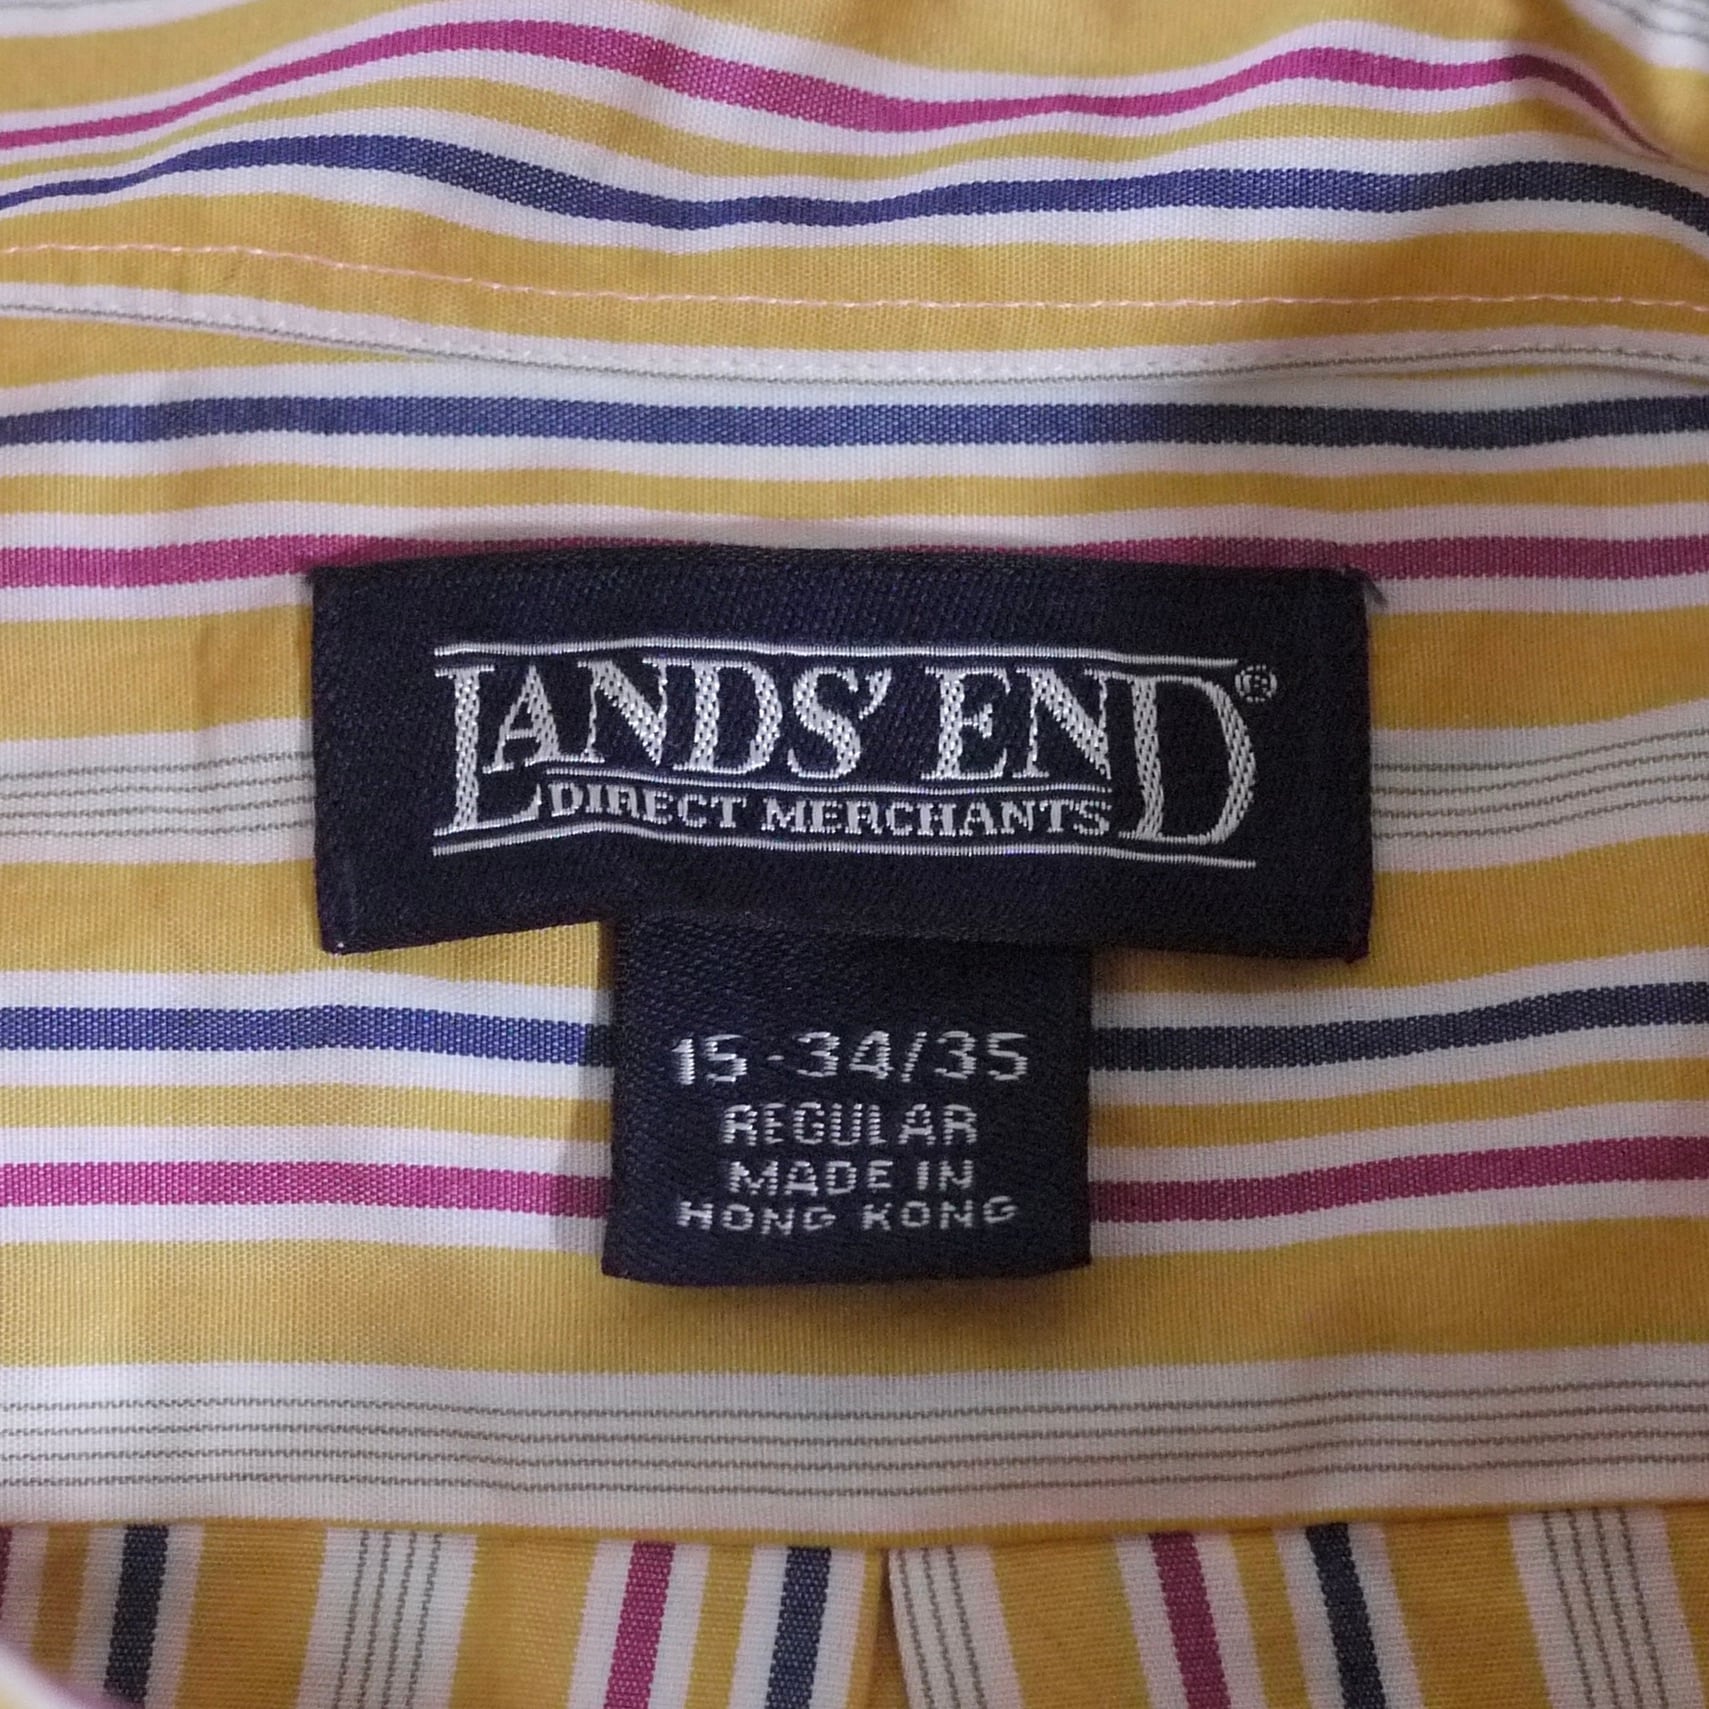 LANDS' END®
DIRECT MERCHANTS
15-34/35
REGULAR
MADE IN
HONG KONG